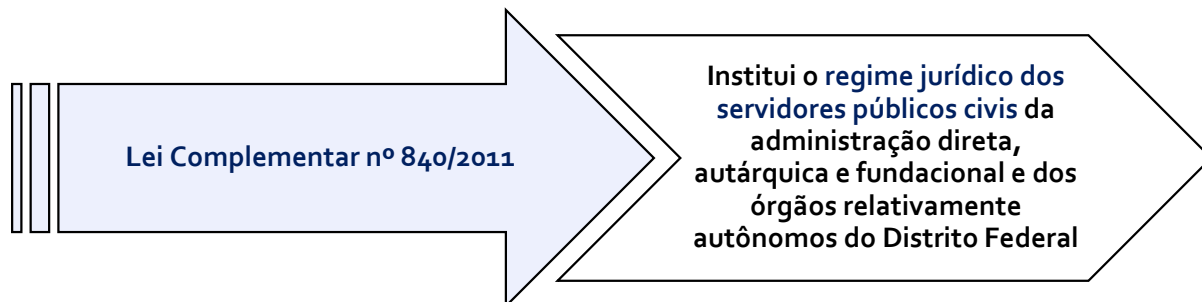 Lei Complementar nº 840/2011
Institui o regime jurídico dos
servidores públicos civis da
administração direta,
autárquica e fundacional e dos
órgãos relativamente
autônomos do Distrito Federal